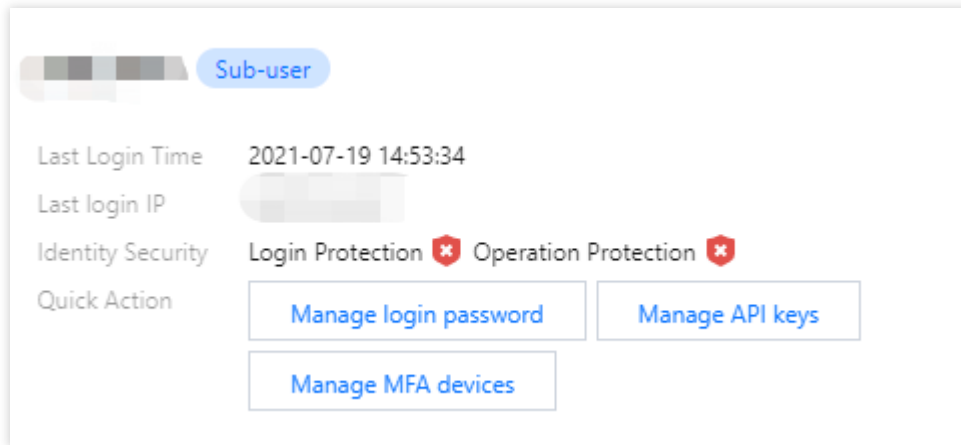 Sub-user
Last Login Time 2021-07-19 14:53:34
Last login IP
Identity Security Login Protection Operation Protection
Quick Action Manage login password Manage API keys
Manage MFA devices